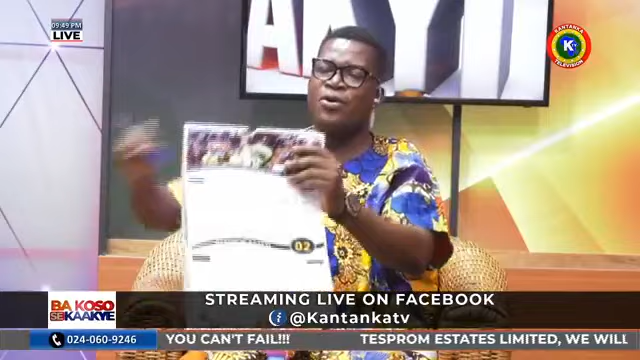 09:49 PM
LIVE
KANTANKA
K
TELEVISION
02
BA KOSO
SE KAAKYE
STREAMING LIVE ON FACEBOOK
@Kantankatv
024-060-9246
YOU CAN'T FAIL!!!
TESPROM ESTATES LIMITED, WE WILL